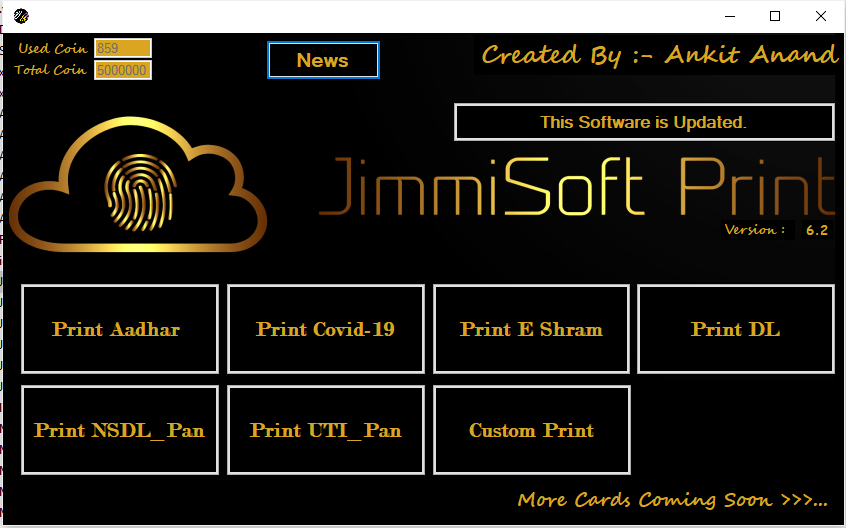 Used Coin 859
Total Coin 5000000
News
Created By :- Ankit Anand
This Software is Updated.
JimmiSoft Print
Version : 6.2
Print Aadhar
Print Covid-19
Print E Shram
Print DL
Print NSDL_Pan
Print UTI_Pan
Custom Print
More Cards Coming Soon >>>...